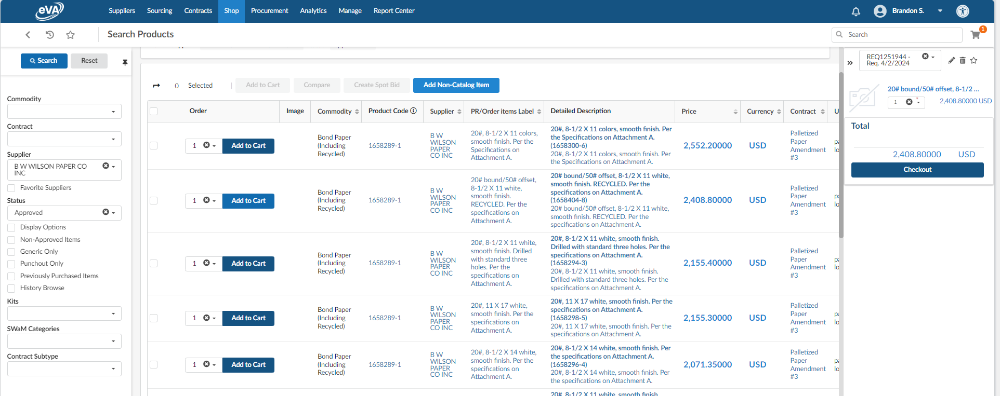 eVA
Suppliers Sourcing Contracts Shop Procurement Analytics Manage Report Center
Brandon S.
Search Products
Search
1
Search Reset
Commodity
Contract
Supplier
B W WILSON PAPER CO
INC
Favorite Suppliers
Status
Approved
Display Options
Non-Approved Items
Generic Only
Punchout Only
Previously Purchased Items
History Browse
Kits
SWaM Categories
Contract Subtype
0 Selected Add to Cart Compare Create Spot Bid Add Non-Catalog Item
Order Image Commodity Product Code Supplier PR/Order items Label Detailed Description Price Currency Contract U
1 Add to Cart
Bond Paper
(Including
Recycled)
1658289-1
B W
WILSON
PAPER
CO INC
20#, 8-1/2 X 11 colors,
smooth finish. Per the
Specifications on
Attachment A.
20#, 8-1/2 X 11 colors, smooth finish. Per
the Specifications on Attachment A.
(1658300-6)
20#, 8-1/2 X 11 colors, smooth finish. Per
the Specifications on Attachment A.
2,552.20000 USD
Palletized
Paper
Amendment
#3
1 Add to Cart
Bond Paper
(Including
Recycled)
1658289-1
B W
WILSON
PAPER
CO INC
20# bound/50# offset,
8-1/2 X 11 white,
smooth finish.
RECYCLED. Per the
specifications on
Attachment A.
20# bound/50# offset, 8-1/2 X 11 white,
smooth finish. RECYCLED. Per the
specifications on Attachment A.
(1658404-8)
20# bound/50# offset, 8-1/2 X 11 white,
smooth finish. RECYCLED. Per the
specifications on Attachment A.
2,408.80000 USD
Palletized
Paper
Amendment
#3
1 Add to Cart
Bond Paper
(Including
Recycled)
1658289-1
B W
WILSON
PAPER
CO INC
20#, 8-1/2 X 11 white,
smooth finish. Drilled
with standard three
holes. Per the
specifications on
Attachment A.
20#, 8-1/2 X 11 white, smooth finish.
Drilled with standard three holes. Per the
specifications on Attachment A.
(1658294-3)
20#, 8-1/2 X 11 white, smooth finish.
Drilled with standard three holes. Per the
specifications on Attachment A.
2,155.40000 USD
Palletized
Paper
Amendment
#3
1 Add to Cart
Bond Paper
(Including
Recycled)
1658289-1
B W
WILSON
PAPER
CO INC
20#, 11 X 17 white,
smooth finish. Per the
specifications on
Attachment A.
20#, 11 X 17 white, smooth finish. Per the
specifications on Attachment A.
(1658298-5)
20#, 11 X 17 white, smooth finish. Per the
specifications on Attachment A.
2,155.30000 USD
Palletized
Paper
Amendment
#3
1 Add to Cart
Bond Paper
(Including
Recycled)
1658289-1
B W
WILSON
PAPER
CO INC
20#, 8-1/2 X 14 white,
smooth finish. Per the
specifications on
Attachment A.
20#, 8-1/2 X 14 white, smooth finish. Per
the specifications on Attachment A.
(1658296-4)
20#, 8-1/2 X 14 white, smooth finish. Per
the specifications on Attachment A.
2,071.35000 USD
Palletized
Paper
Amendment
#3
20#, 8-1/2 X 11 white, smooth finish
REQ1251944 -
Req. 4/2/2024
20# bound/50# offset, 8-1/2 ...
1 * 2,408.80000 USD
Total
2,408.80000 USD
Checkout